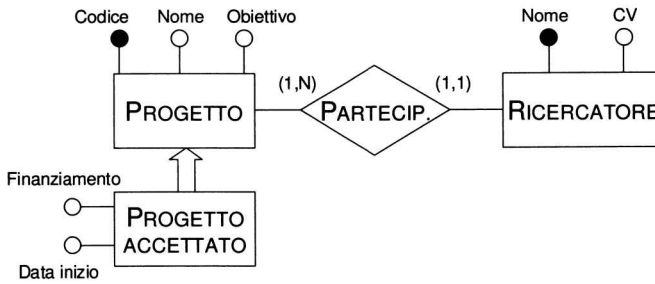 Codice Nome Obiettivo Nome CV
(1,N) (1,1)
PROGETTO PARTECIP. RICERCATORE
Finanziamento
PROGETTO
ACCETTATO
Data inizio